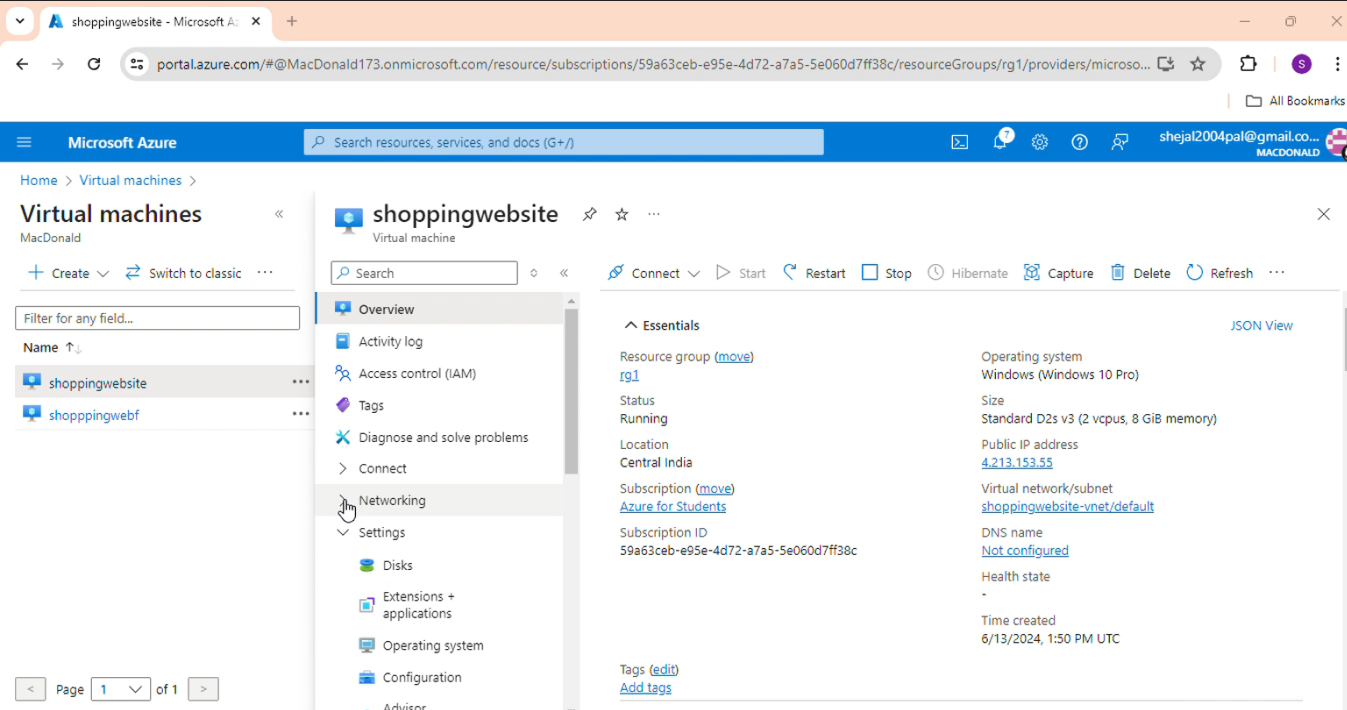 shoppingwebsite - Microsoft A
portal.azure.com/#@MacDonald173.onmicrosoft.com/resource/subscriptions/59a63ceb-e95e-4d72-a7a5-5e060d7ff38c/resourceGroups/rg1/providers/microso...
S
All Bookmarks
Microsoft Azure
Search resources, services, and docs (G+/)
7
shejal2004pal@gmail.co...
MACDONALD
Home > Virtual machines >
Virtual machines
MacDonald
Create
Switch to classic
Filter for any field...
Name
shoppingwebsite
shopppingwebf
Page 1 of 1
shoppingwebsite
Virtual machine
Search
Overview
Activity log
Access control (IAM)
Tags
Diagnose and solve problems
Connect
Networking
Settings
Disks
Extensions +
applications
Operating system
Configuration
Advisor
Connect
Start
Restart
Stop
Hibernate
Capture
Delete
Refresh
Essentials
JSON View
Resource group (move)
rg1
Status
Running
Location
Central India
Subscription (move)
Azure for Students
Subscription ID
59a63ceb-e95e-4d72-a7a5-5e060d7ff38c
Operating system
Windows (Windows 10 Pro)
Size
Standard D2s v3 (2 vcpus, 8 GiB memory)
Public IP address
4.213.153.55
Virtual network/subnet
shoppingwebsite-vnet/default
DNS name
Not configured
Health state
-
Time created
6/13/2024, 1:50 PM UTC
Tags (edit)
Add tags